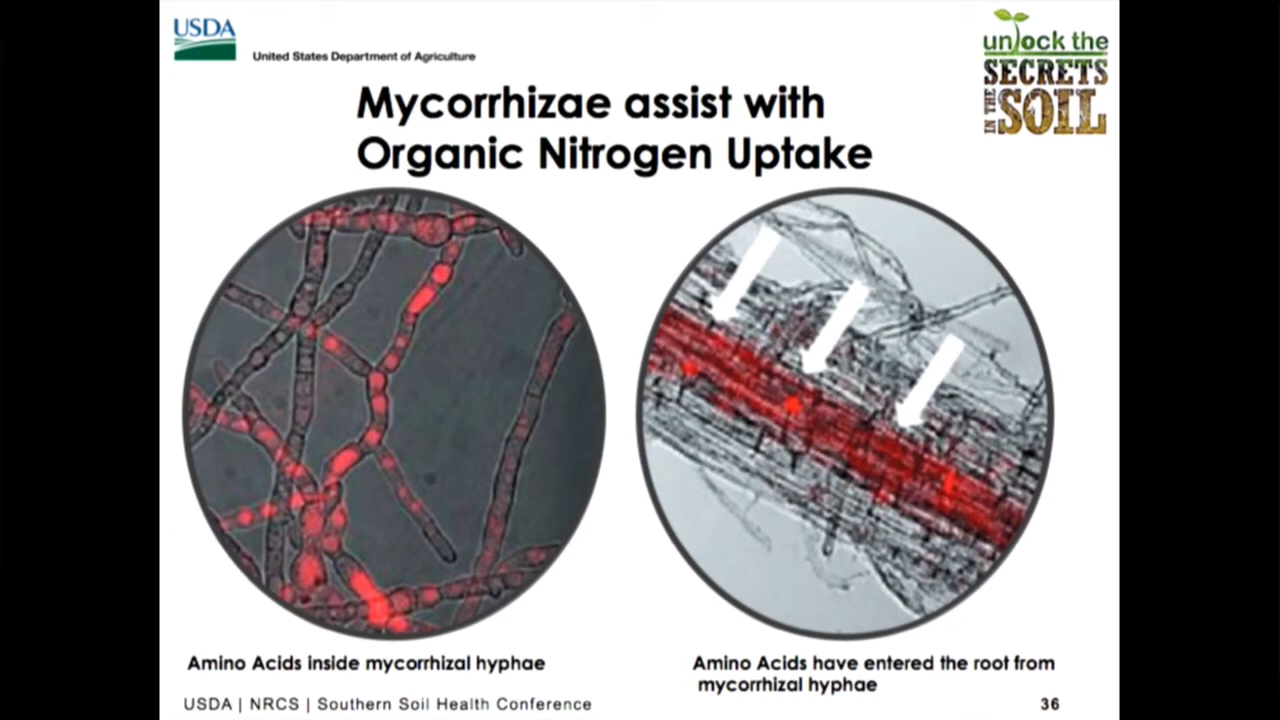 USDA
United States Department of Agriculture
unlock the
SECRETS
IN THE
SOIL
Mycorrhizae assist with
Organic Nitrogen Uptake
Amino Acids inside mycorrhizal hyphae
Amino Acids have entered the root from
mycorrhizal hyphae
USDA | NRCS | Southern Soil Health Conference
36